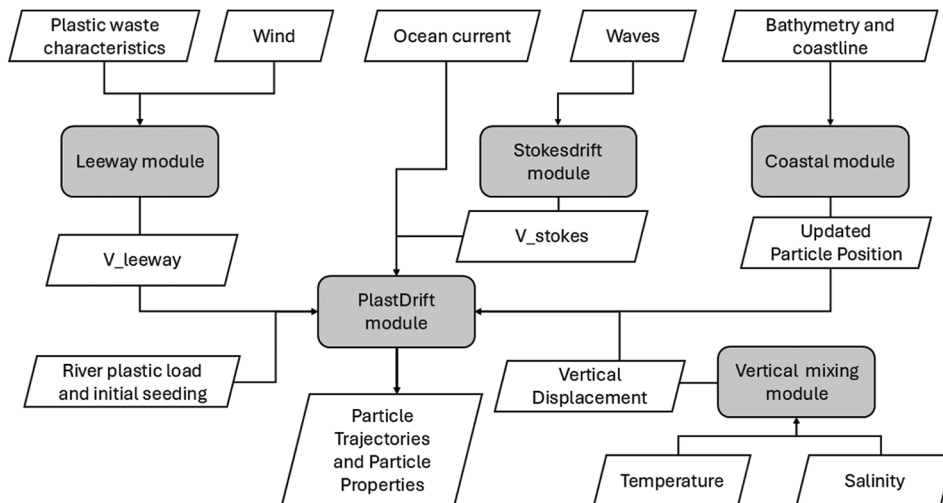 Plastic waste
characteristics
Wind
Ocean current
Waves
Bathymetry and
coastline
Leeway module
Stokesdrift
module
Coastal module
V_leeway
V_stokes
Updated
Particle Position
PlastDrift
module
River plastic load
and initial seeding
Vertical
Displacement
Vertical mixing
module
Particle
Trajectories
and Particle
Properties
Temperature
Salinity